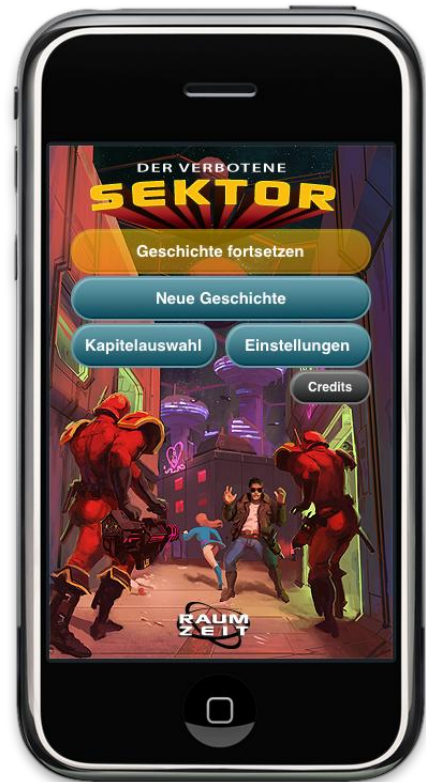 DER VERBOTENE
SEKTOR
Geschichte fortsetzen
Neue Geschichte
Kapitelauswahl
Einstellungen
Credits
RAUM
ZEIT